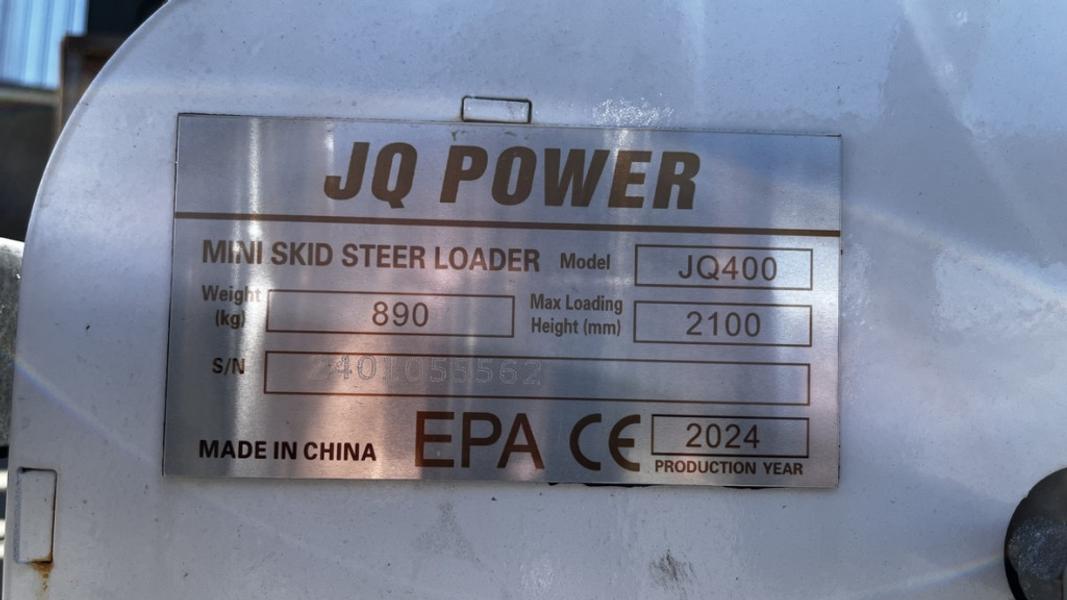 JQ POWER
MINI SKID STEER LOADER Model JQ400
Weight (kg) 890 Max Loading Height (mm) 2100
S/N 2401055562
MADE IN CHINA EPA CE 2024
PRODUCTION YEAR